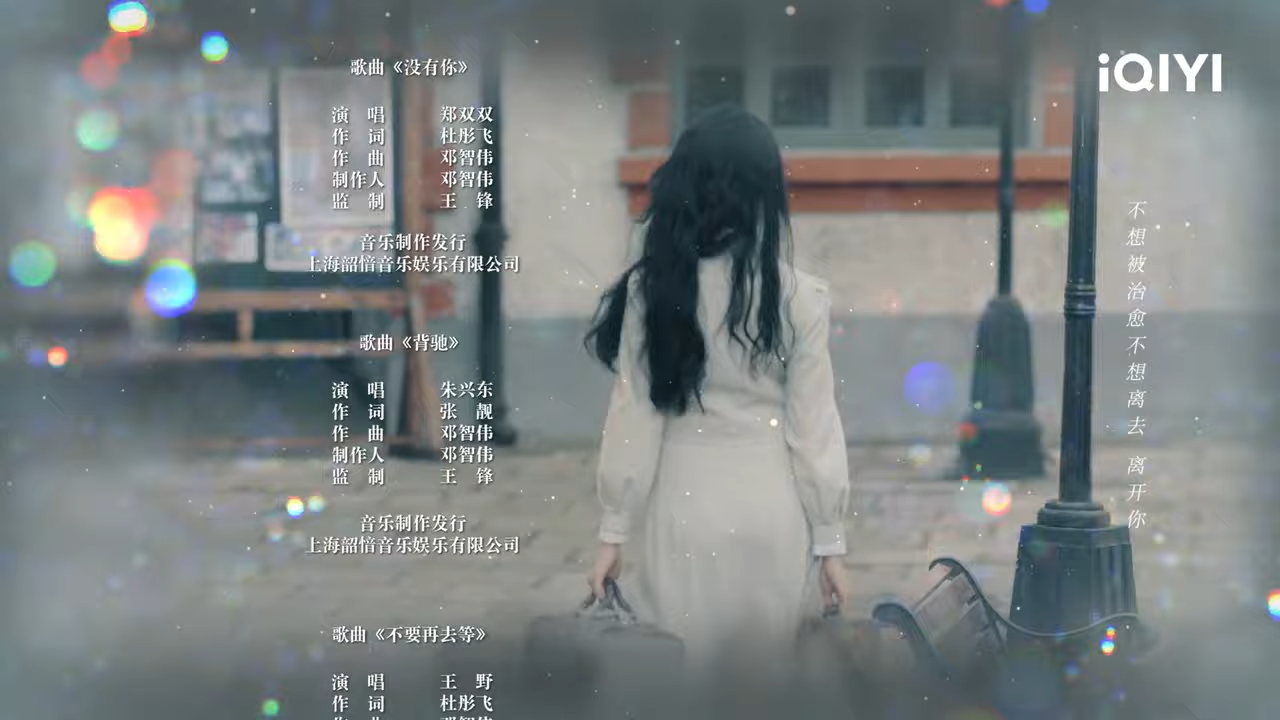 歌曲《没有你》
演 唱 郑双双
作 词 杜彤飞
作 曲 邓智伟
制作人 邓智伟
监 制 王 锋
音乐制作发行
上海韶愔音乐娱乐有限公司
歌曲《背驰》
演 唱 朱兴东
作 词 张 靓
作 曲 邓智伟
制作人 邓智伟
监 制 王 锋
音乐制作发行
上海韶愔音乐娱乐有限公司
歌曲《不要再去等》
演 唱 王 野
作 词 杜彤飞
iQIYI
不想被治愈不想离去 离开你